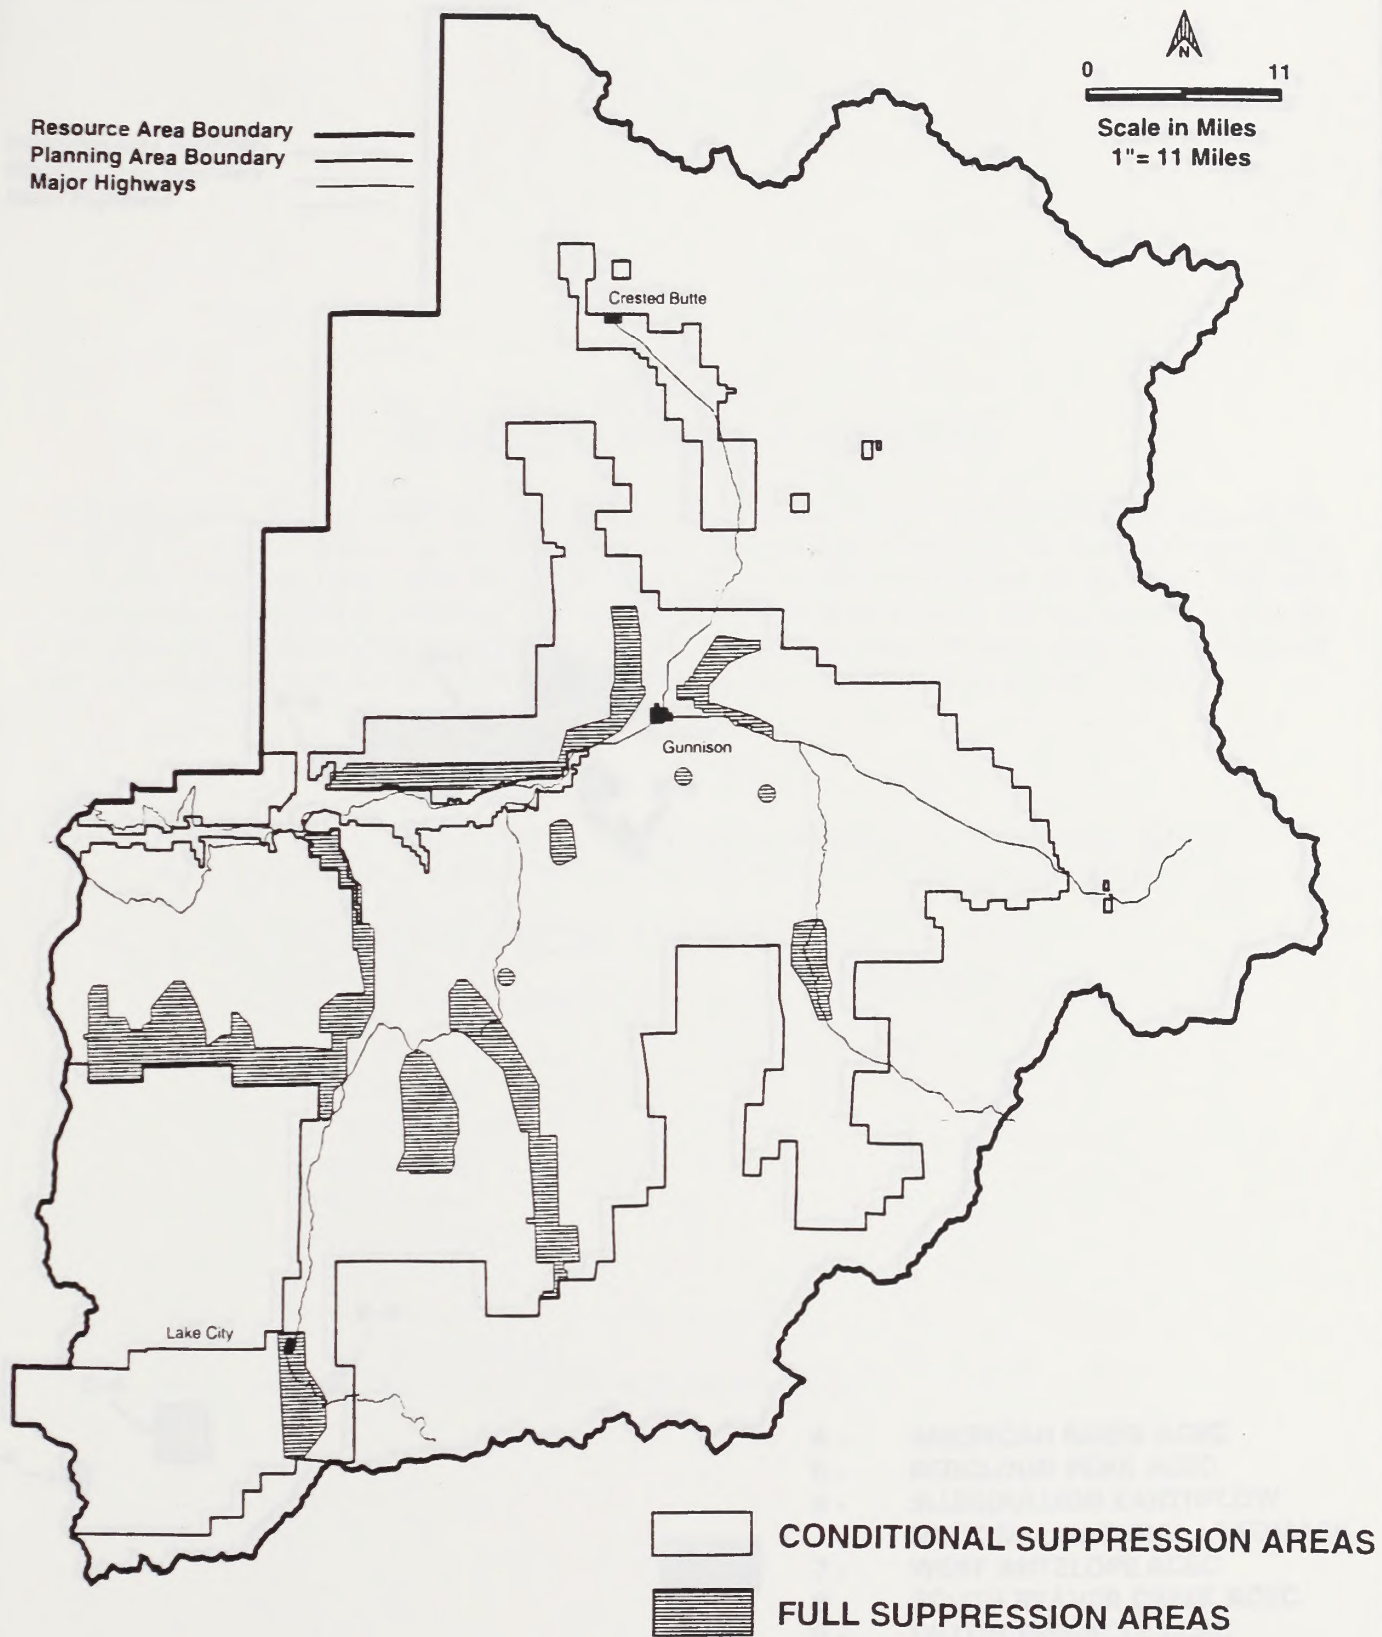 N
0 11
Scale in Miles
1"= 11 Miles
Resource Area Boundary
Planning Area Boundary
Major Highways
Crested Butte
Gunnison
Lake City
CONDITIONAL SUPPRESSION AREAS
FULL SUPPRESSION AREAS